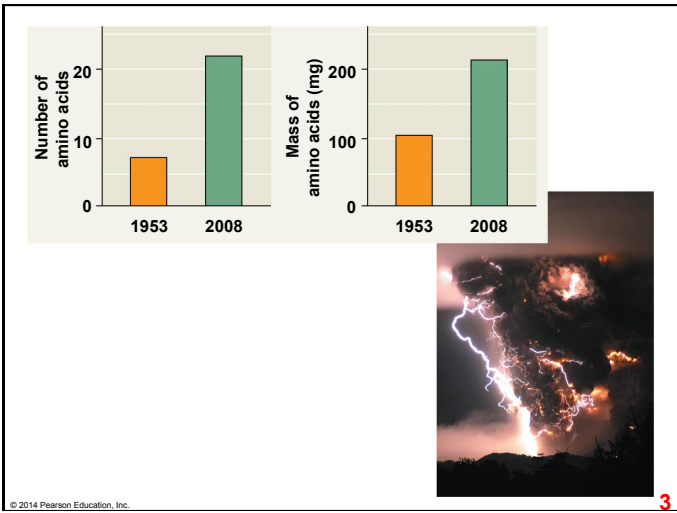 Number of
amino acids
20
10
0
1953 2008
Mass of
amino acids (mg)
200
100
0
1953 2008
© 2014 Pearson Education, Inc.
3